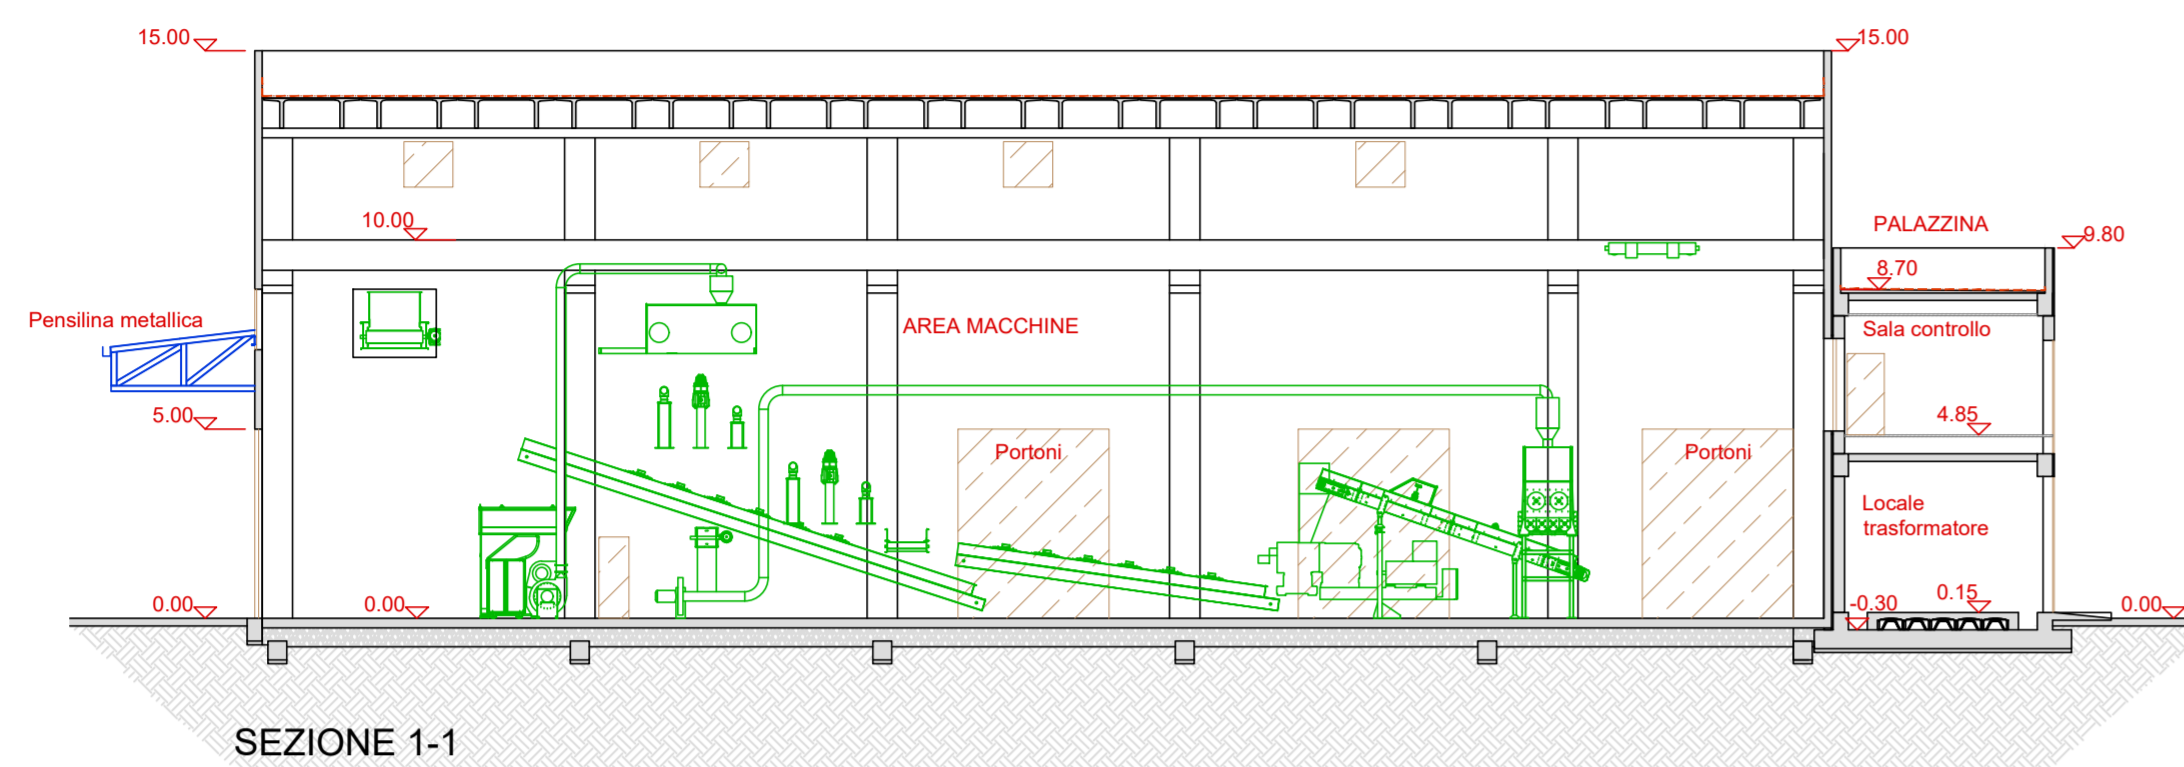 15.00
15.00
PALAZZINA
10.00
9.80
8.70
Pensilina metallica
AREA MACCHINE
Sala controllo
5.00
4.85
Portoni
Portoni
Locale
trasformatore
0.00
0.00
-0.30
0.15
0.00
SEZIONE 1-1